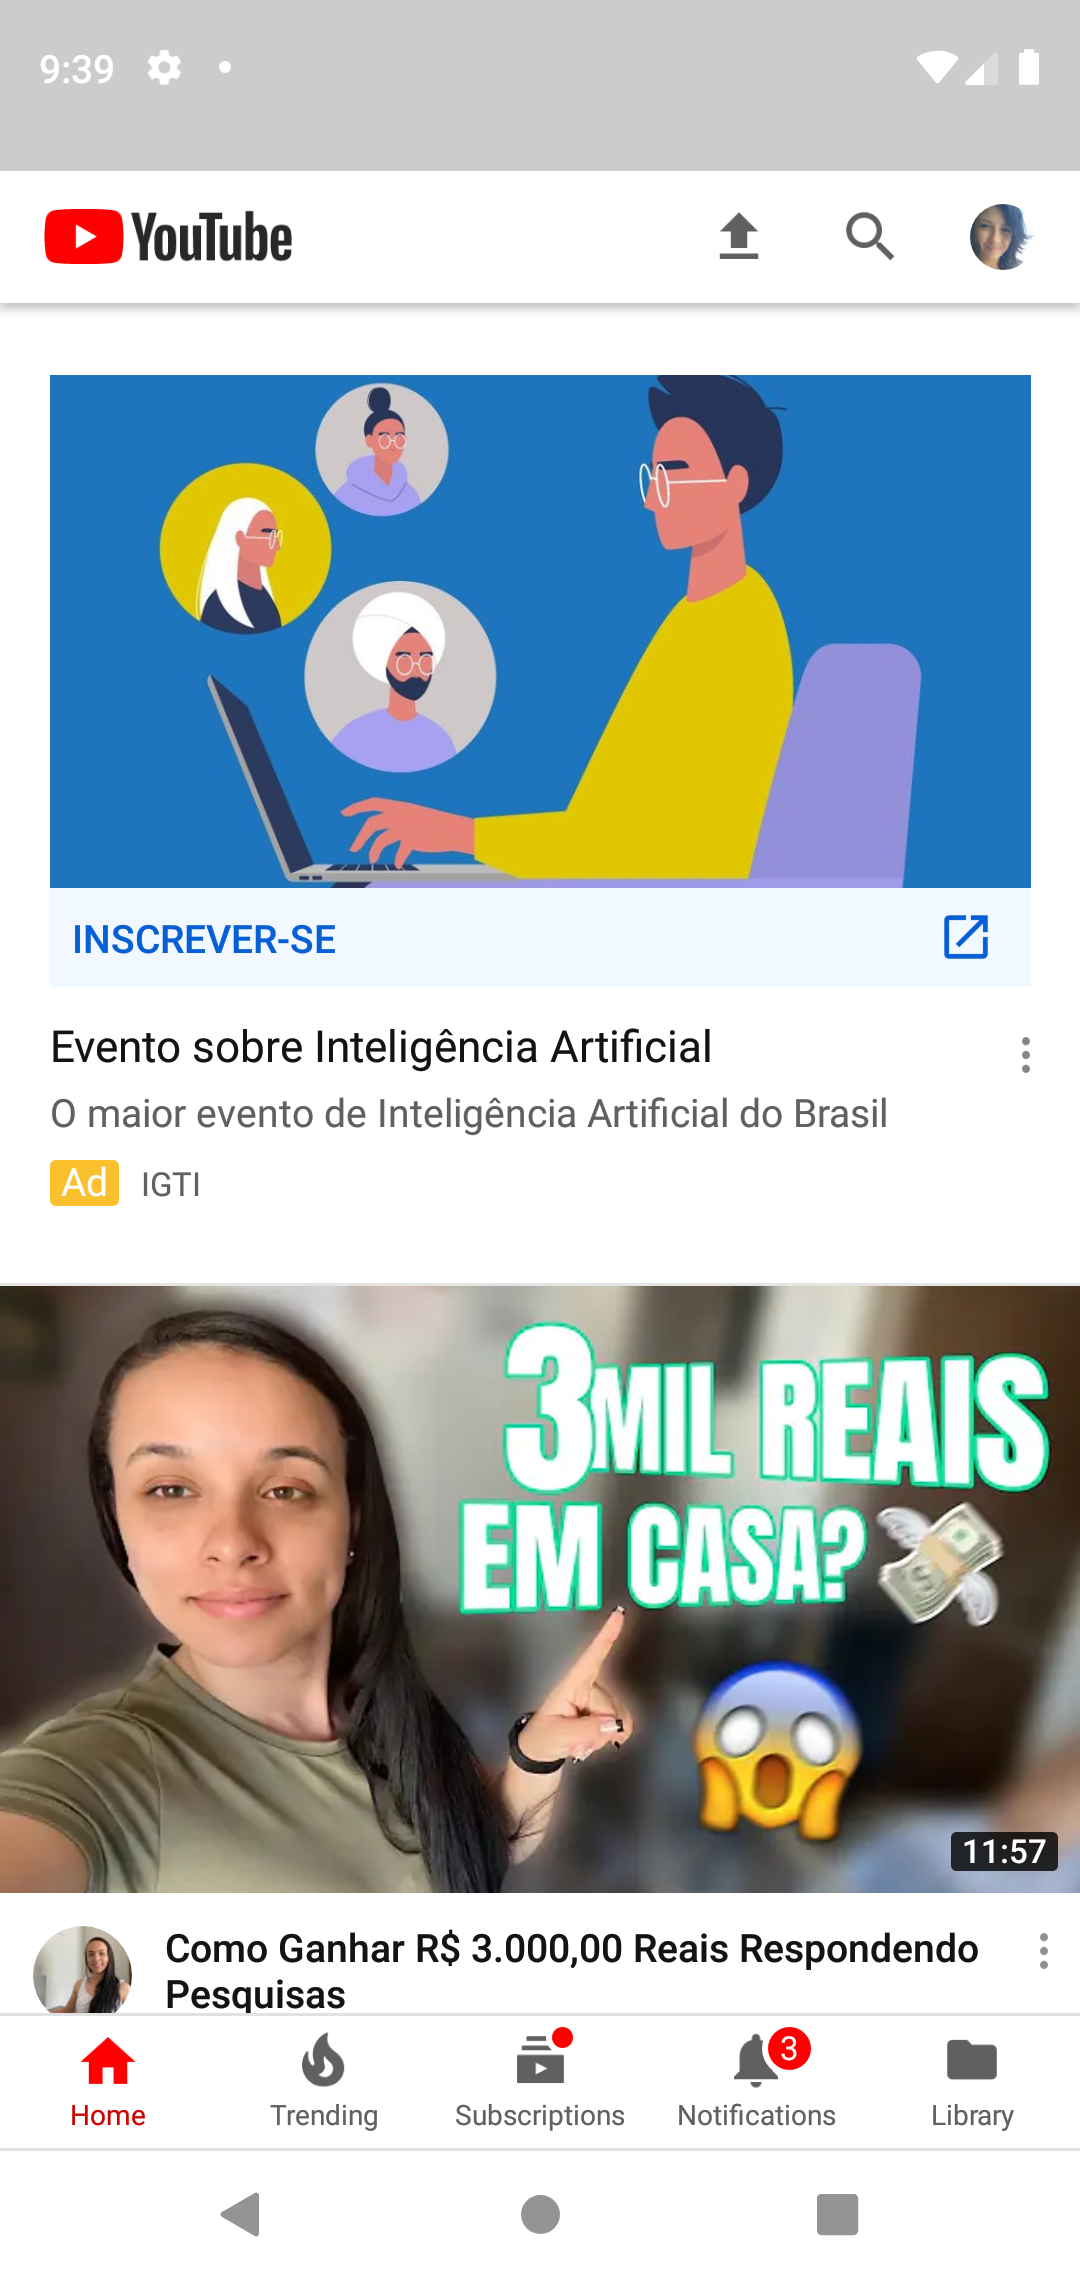 9:39
YouTube
INSCREVER-SE
Evento sobre Inteligência Artificial
O maior evento de Inteligência Artificial do Brasil
Ad IGTI
3MIL REAIS
EM CASA?
11:57
Como Ganhar R$ 3.000,00 Reais Respondendo
Pesquisas
3
Home Trending Subscriptions Notifications Library